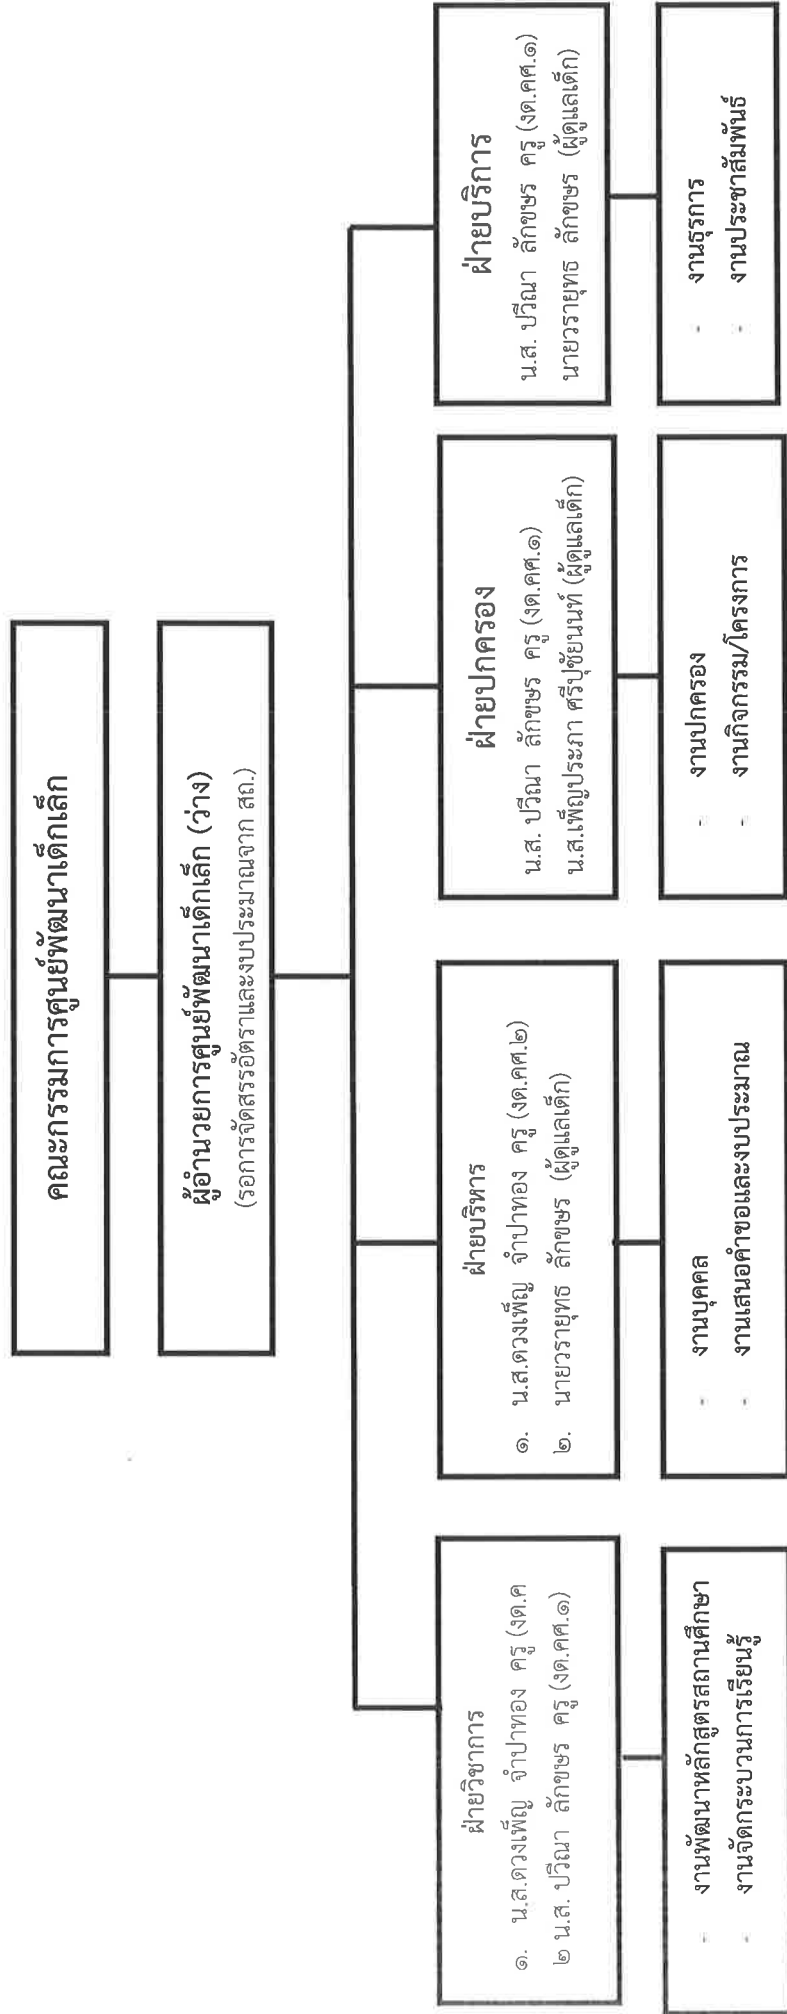 คณะกรรมการศูนย์พัฒนาเด็กเล็ก
ผู้อำนวยการศูนย์พัฒนาเด็กเล็ก (ว่าง)
(รอการจัดสรรอัตราและงบประมาณจาก สถ.)
ฝ่ายวิชาการ
๑. น.ส.ดวงเพ็ญ จำปาทอง ครู (งด.ค
๒ น.ส. ปวีณา ลักขษร ครู (งด.คศ.๑)
- งานพัฒนาหลักสูตรสถานศึกษา
- งานจัดกระบวนการเรียนรู้
ฝ่ายบริหาร
๑. น.ส.ดวงเพ็ญ จำปาทอง ครู (งด.คศ.๒)
๒. นายวรายุทธ ลักขษร (ผู้ดูแลเด็ก)
- งานบุคคล
- งานเสนอคำขอและงบประมาณ
ฝ่ายปกครอง
น.ส. ปวีณา ลักขษร ครู (งด.คศ.๑)
น.ส.เพ็ญประภา ศรีปุชัยนนท์ (ผู้ดูแลเด็ก)
- งานปกครอง
- งานกิจกรรม/โครงการ
ฝ่ายบริการ
น.ส. ปวีณา ลักขษร ครู (งด.คศ.๑)
นายวรายุทธ ลักขษร (ผู้ดูแลเด็ก)
- งานธุรการ
- งานประชาสัมพันธ์